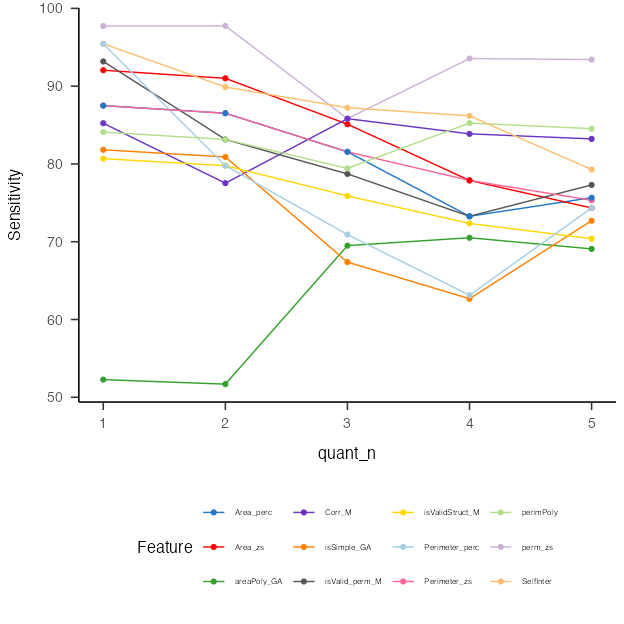 Sensitivity
100
90
80
70
60
50
1 2 3 4 5
quant_n
Feature
Area_perc Corr_M isValidStruct_M perimPoly
Area_zs isSimple_GA Perimeter_perc perm_zs
areaPoly_GA isValid_perm_M Perimeter_zs SelfInter